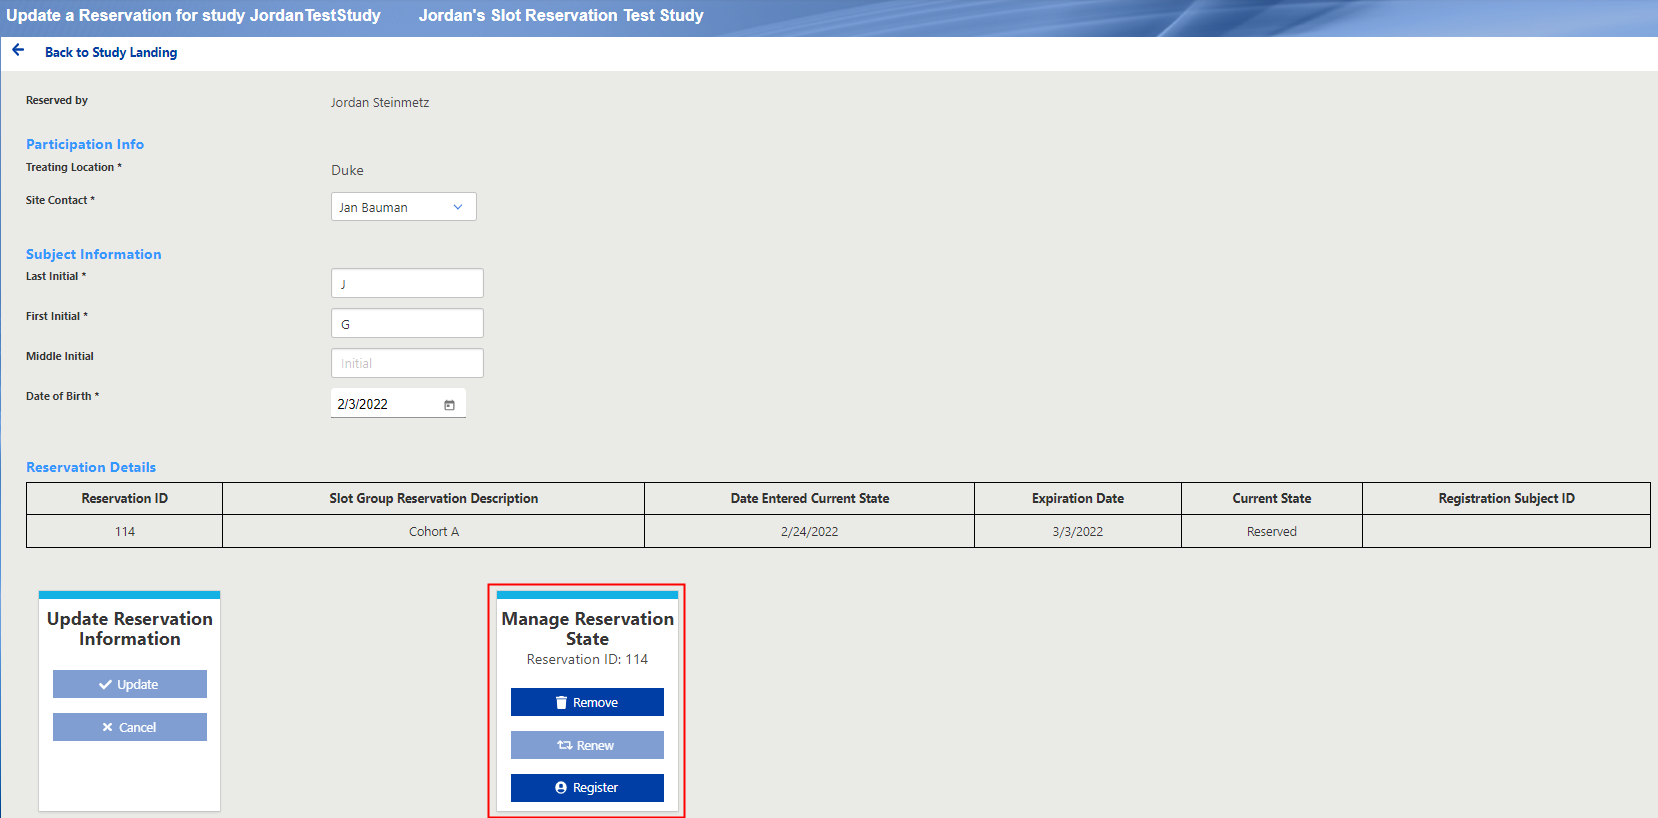 Update a Reservation for study JordanTestStudy Jordan's Slot Reservation Test Study
Back to Study Landing
Reserved by Jordan Steinmetz
Participation Info
Treating Location * Duke
Site Contact * Jan Bauman
Subject Information
Last Initial * J
First Initial * G
Middle Initial Initial
Date of Birth * 2/3/2022
Reservation Details
Reservation ID Slot Group Reservation Description Date Entered Current State Expiration Date Current State Registration Subject ID
114 Cohort A 2/24/2022 3/3/2022 Reserved
Update Reservation
Information
Update
Cancel
Manage Reservation
State
Reservation ID: 114
Remove
Renew
Register